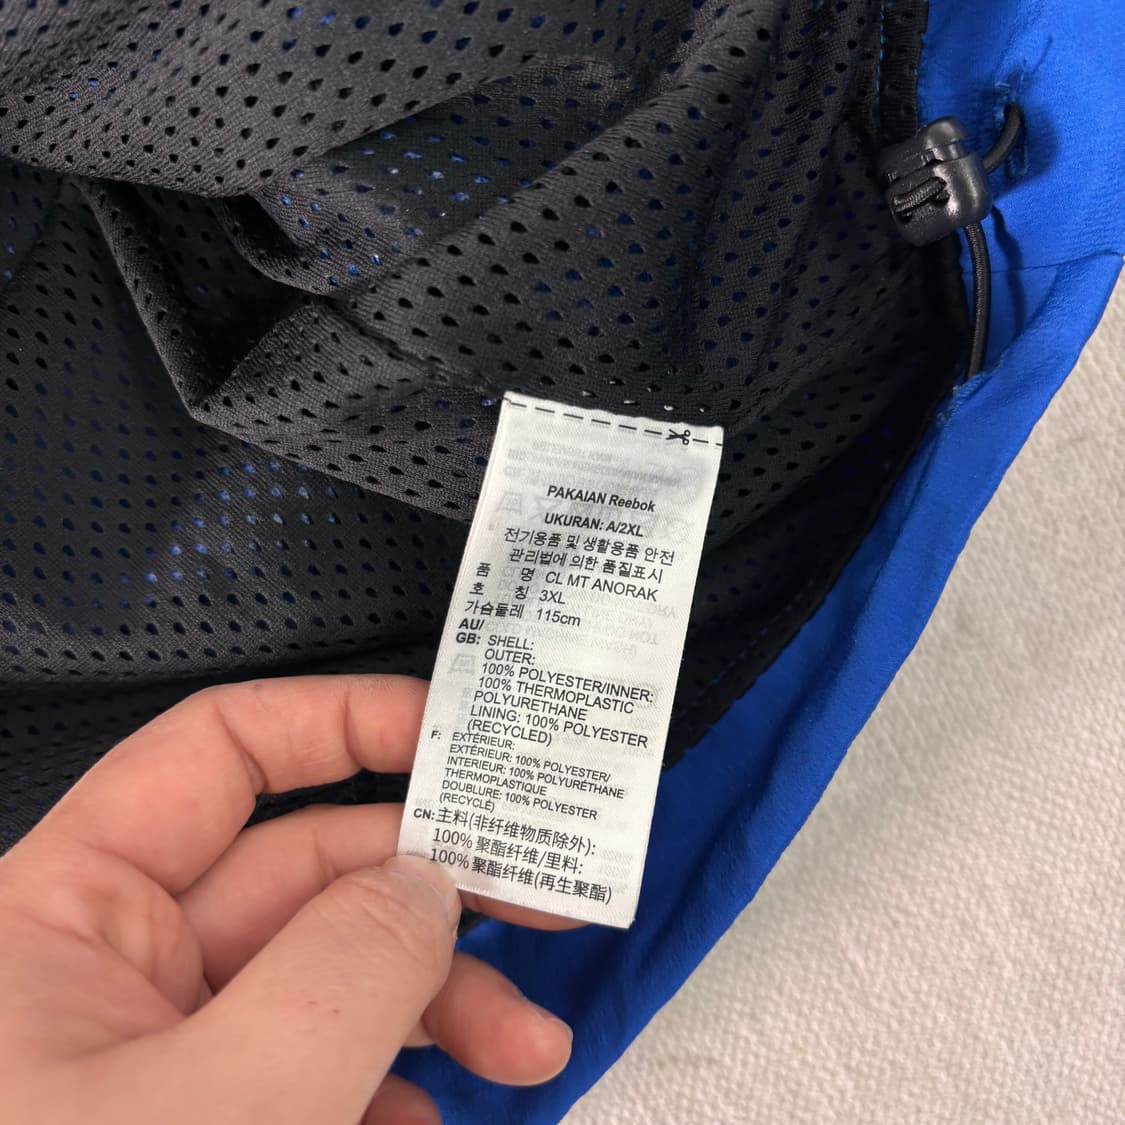 PAKAIAN Reebok
UKURAN: A/2XL
전기용품 및 생활용품 안전
관리법에 의한 품질표시
품 명 CL MT ANORAK
호 칭 3XL
가슴둘레 115cm
AU/
GB: SHELL:
OUTER:
100% POLYESTER/INNER:
100% THERMOPLASTIC
POLYURETHANE
LINING: 100% POLYESTER
(RECYCLED)
F: EXTÉRIEUR:
EXTÉRIEUR: 100% POLYESTER/
INTERIEUR: 100% POLYURÉTHANE
THERMOPLASTIQUE
DOUBLURE: 100% POLYESTER
(RECYCLÉ)
CN: 主料(非纤维物质除外):
100% 聚酯纤维/里料:
100% 聚酯纤维(再生聚酯)